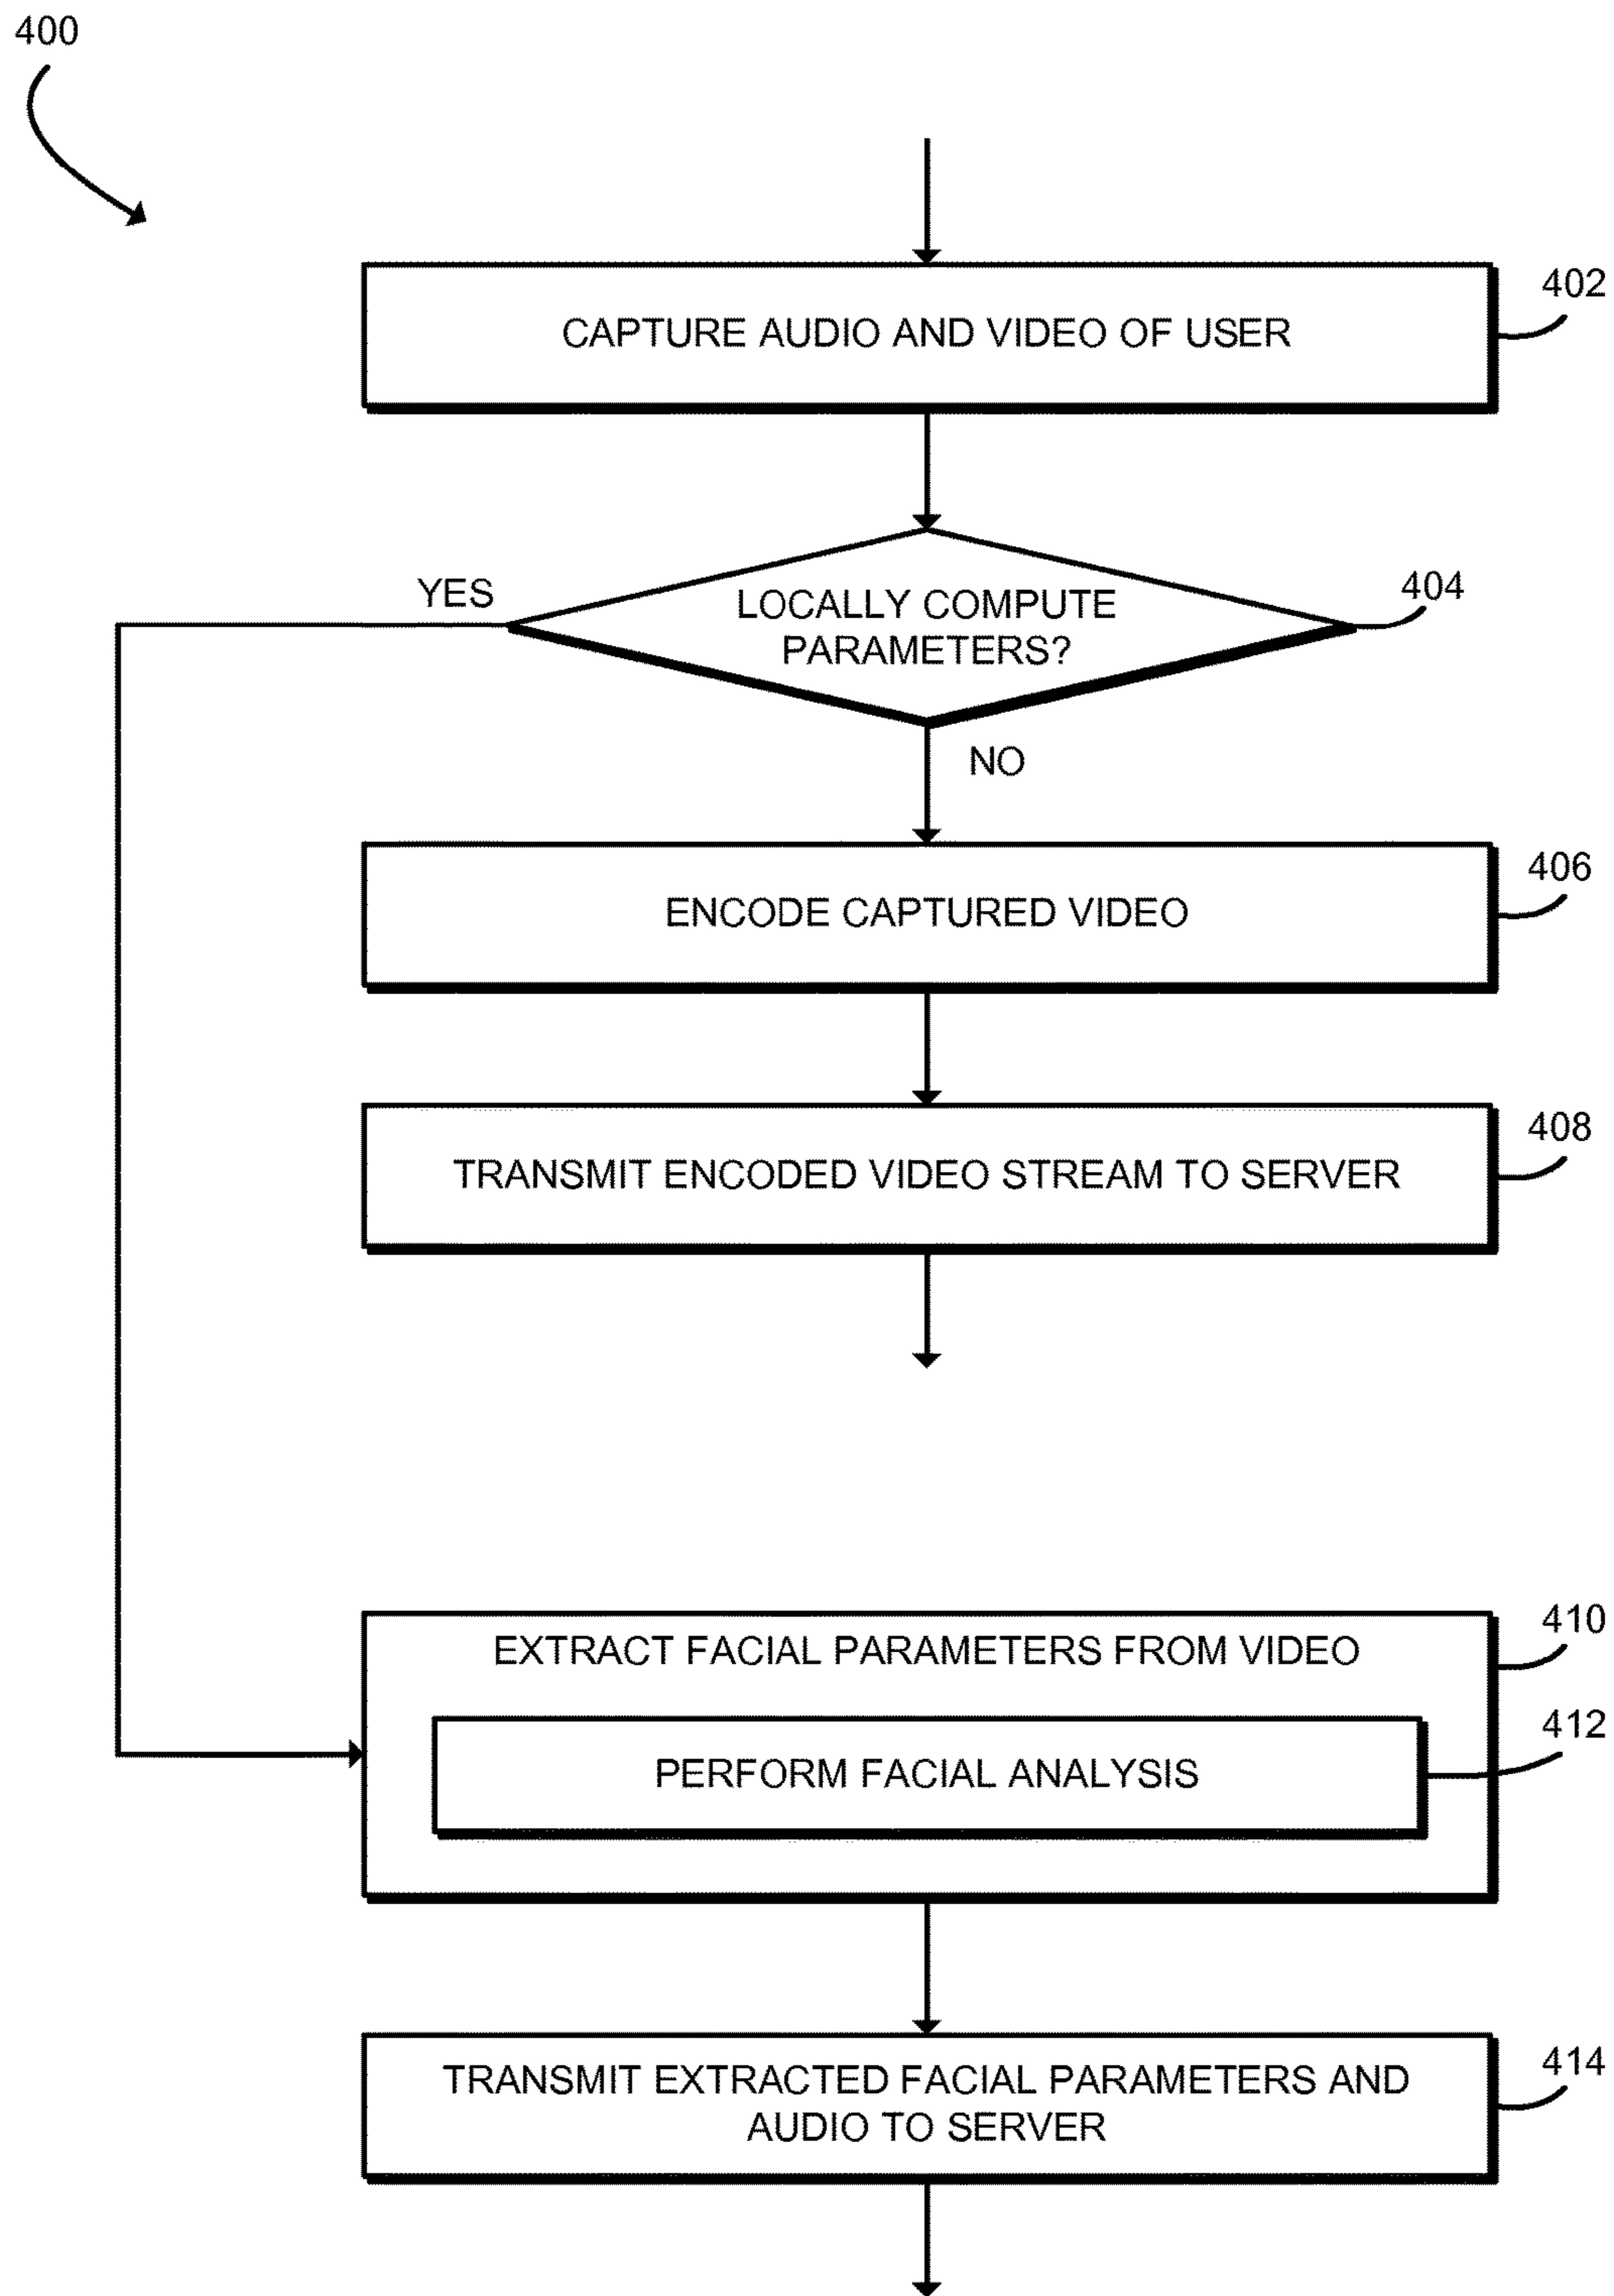 400
CAPTURE AUDIO AND VIDEO OF USER
402
YES
LOCALLY COMPUTE
PARAMETERS?
404
NO
ENCODE CAPTURED VIDEO
406
TRANSMIT ENCODED VIDEO STREAM TO SERVER
408
EXTRACT FACIAL PARAMETERS FROM VIDEO
410
PERFORM FACIAL ANALYSIS
412
TRANSMIT EXTRACTED FACIAL PARAMETERS AND
AUDIO TO SERVER
414